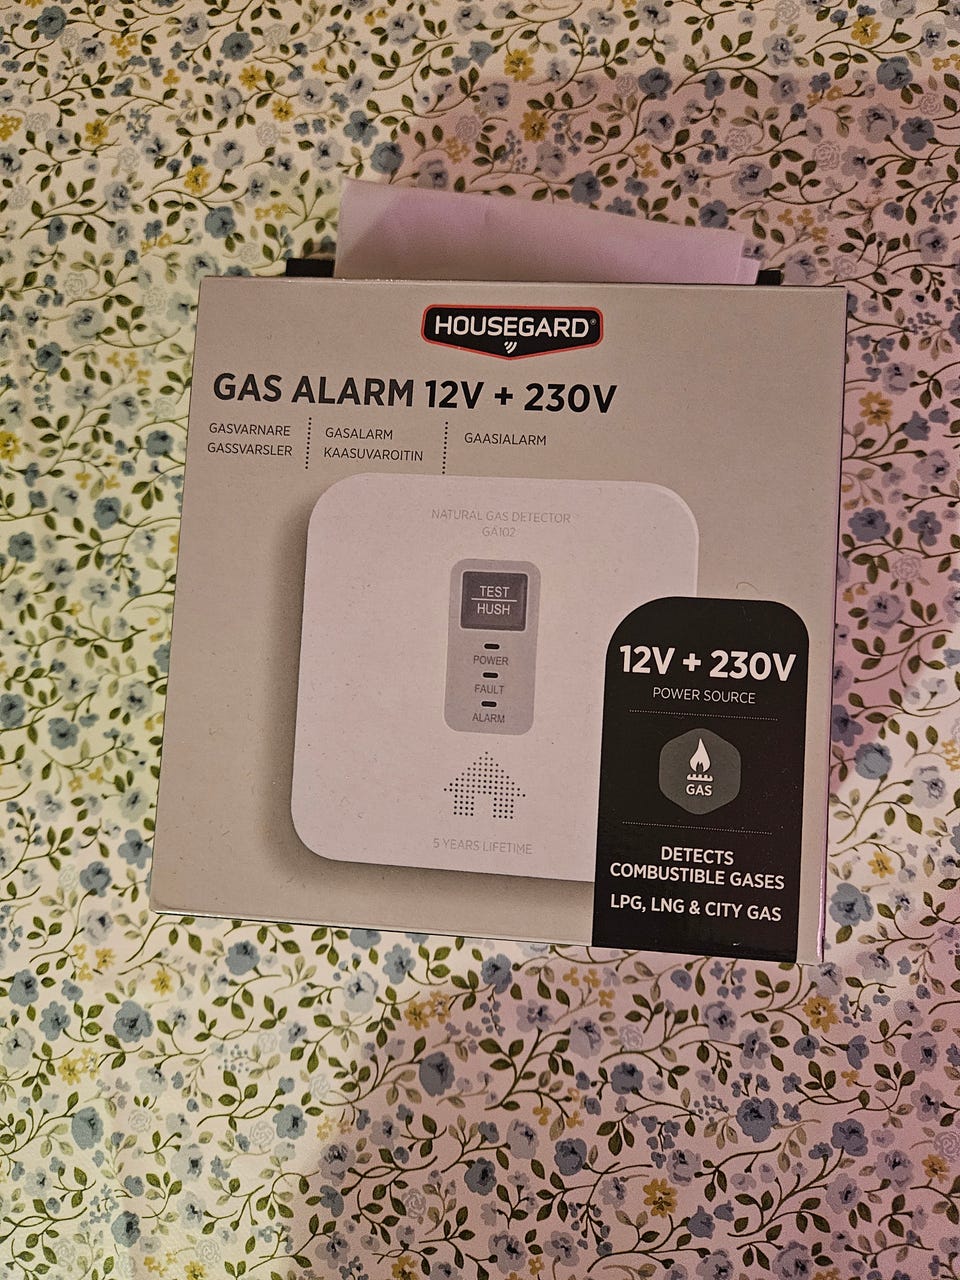 HOUSEGARD®
GAS ALARM 12V + 230V
GASVARNARE
GASSVARSLER
GASALARM
KAASUVAROITIN
GAASIALARM
NATURAL GAS DETECTOR
GA102
TEST
HUSH
POWER
FAULT
ALARM
5 YEARS LIFETIME
12V + 230V
POWER SOURCE
GAS
DETECTS
COMBUSTIBLE GASES
LPG, LNG & CITY GAS